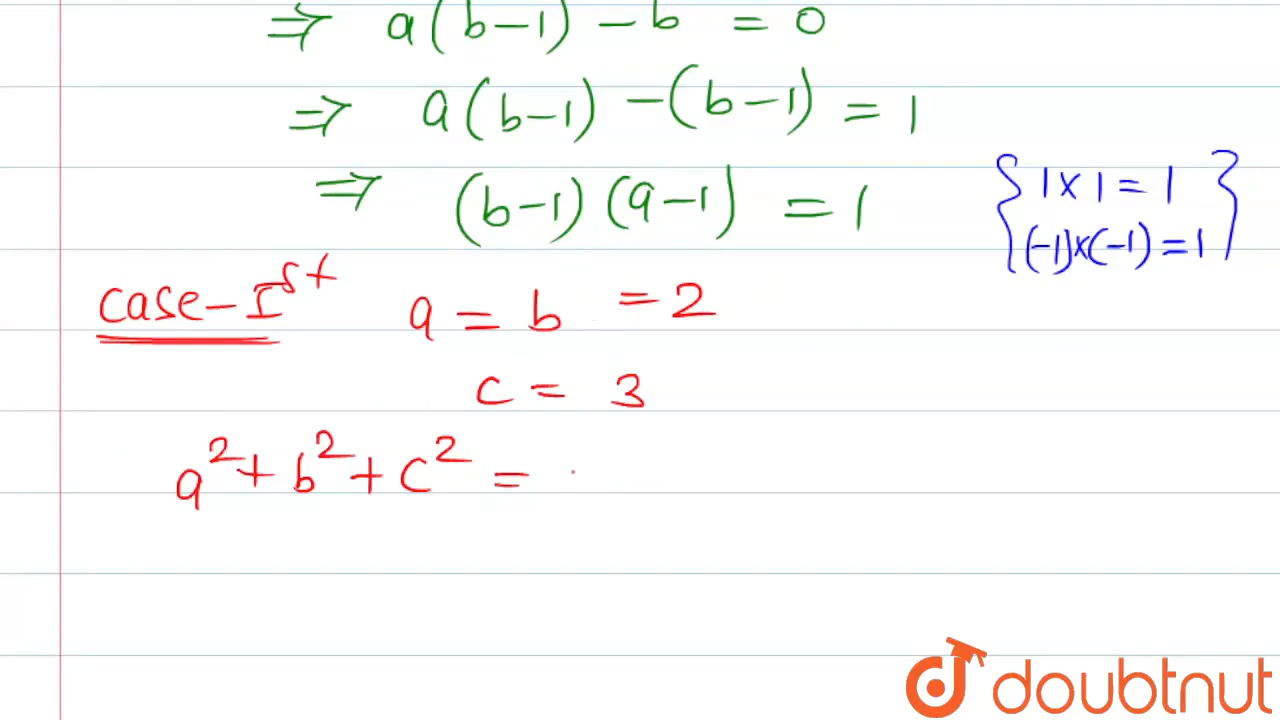 ⇒ a(b-1) - b = 0
⇒ a(b-1) - (b-1) = 1
⇒ (b-1)(a-1) = 1
{1 x 1 = 1
(-1)x(-1) = 1}
Case-Ist a = b = 2
c = 3
a² + b² + c² =
doubtnut